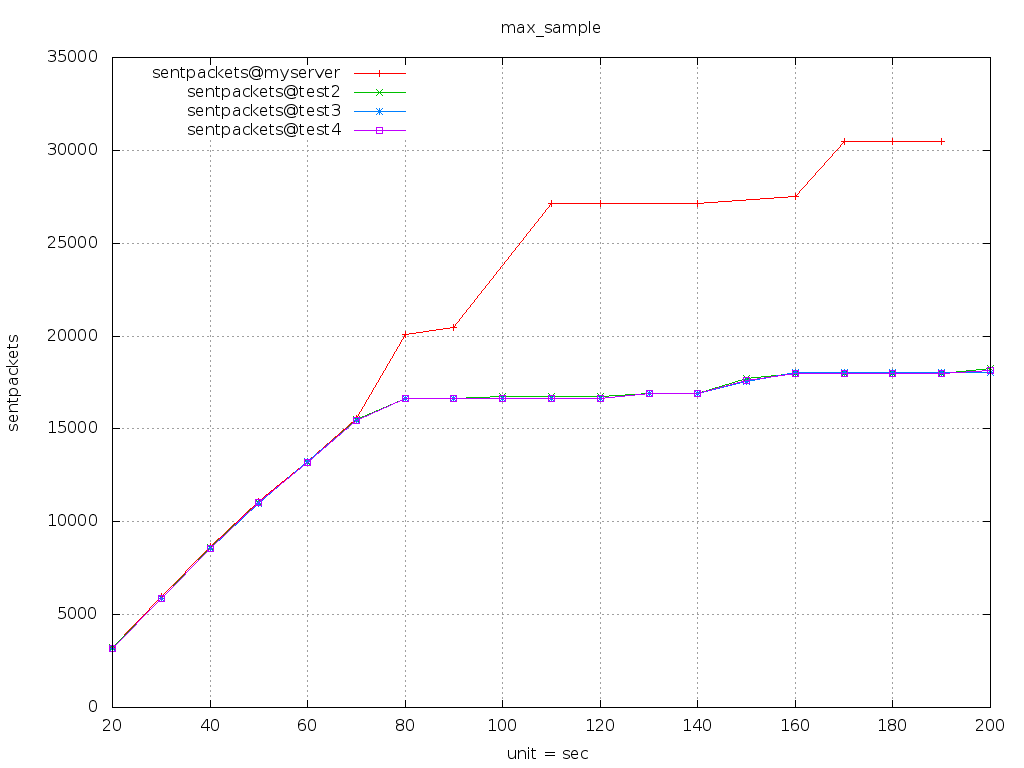 max_sample
35000
30000
25000
20000
15000
10000
5000
0
sentpackets
sentpackets@myserver
sentpackets@test2
sentpackets@test3
sentpackets@test4
20 40 60 80 100 120 140 160 180 200
unit = sec